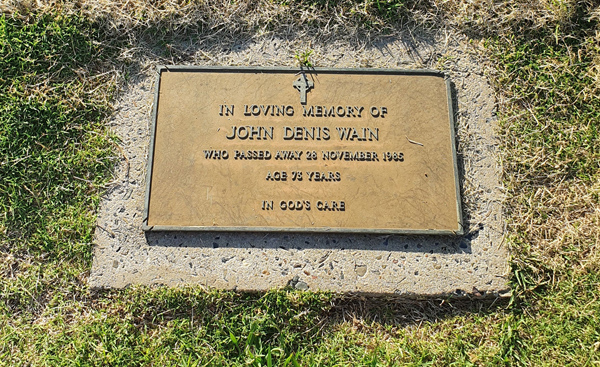 IN LOVING MEMORY OF
JOHN DENIS WAIN
WHO PASSED AWAY 28 NOVEMBER 1985
AGE 73 YEARS
IN GOD'S CARE